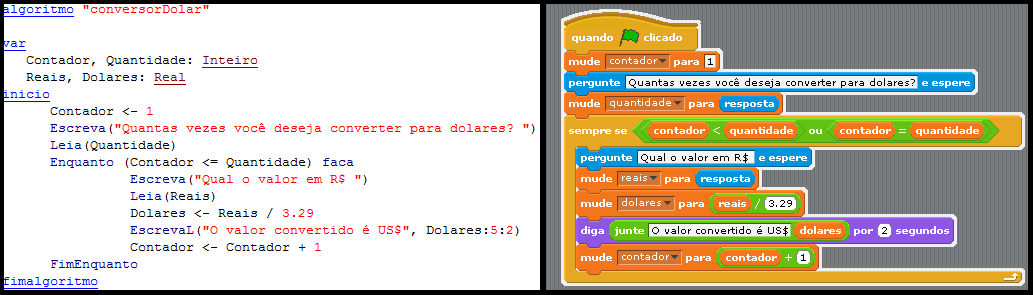 algoritmo "conversorDolar"
var
Contador, Quantidade: Inteiro
Reais, Dolares: Real
inicio
Contador <- 1
Escreva("Quantas vezes você deseja converter para dolares? ")
Leia(Quantidade)
Enquanto (Contador <= Quantidade) faca
Escreva("Qual o valor em R$ ")
Leia(Reais)
Dolares <- Reais / 3.29
EscrevaL("O valor convertido é US$", Dolares:5:2)
Contador <- Contador + 1
FimEnquanto
fimalgoritmo
quando clicado
mude contador para 1
pergunte Quantas vezes você deseja converter para dolares? e espere
mude quantidade para resposta
sempre se contador < quantidade ou contador = quantidade
pergunte Qual o valor em R$ e espere
mude reais para resposta
mude dolares para reais / 3.29
diga junte O valor convertido é US$ dolares por 2 segundos
mude contador para contador + 1